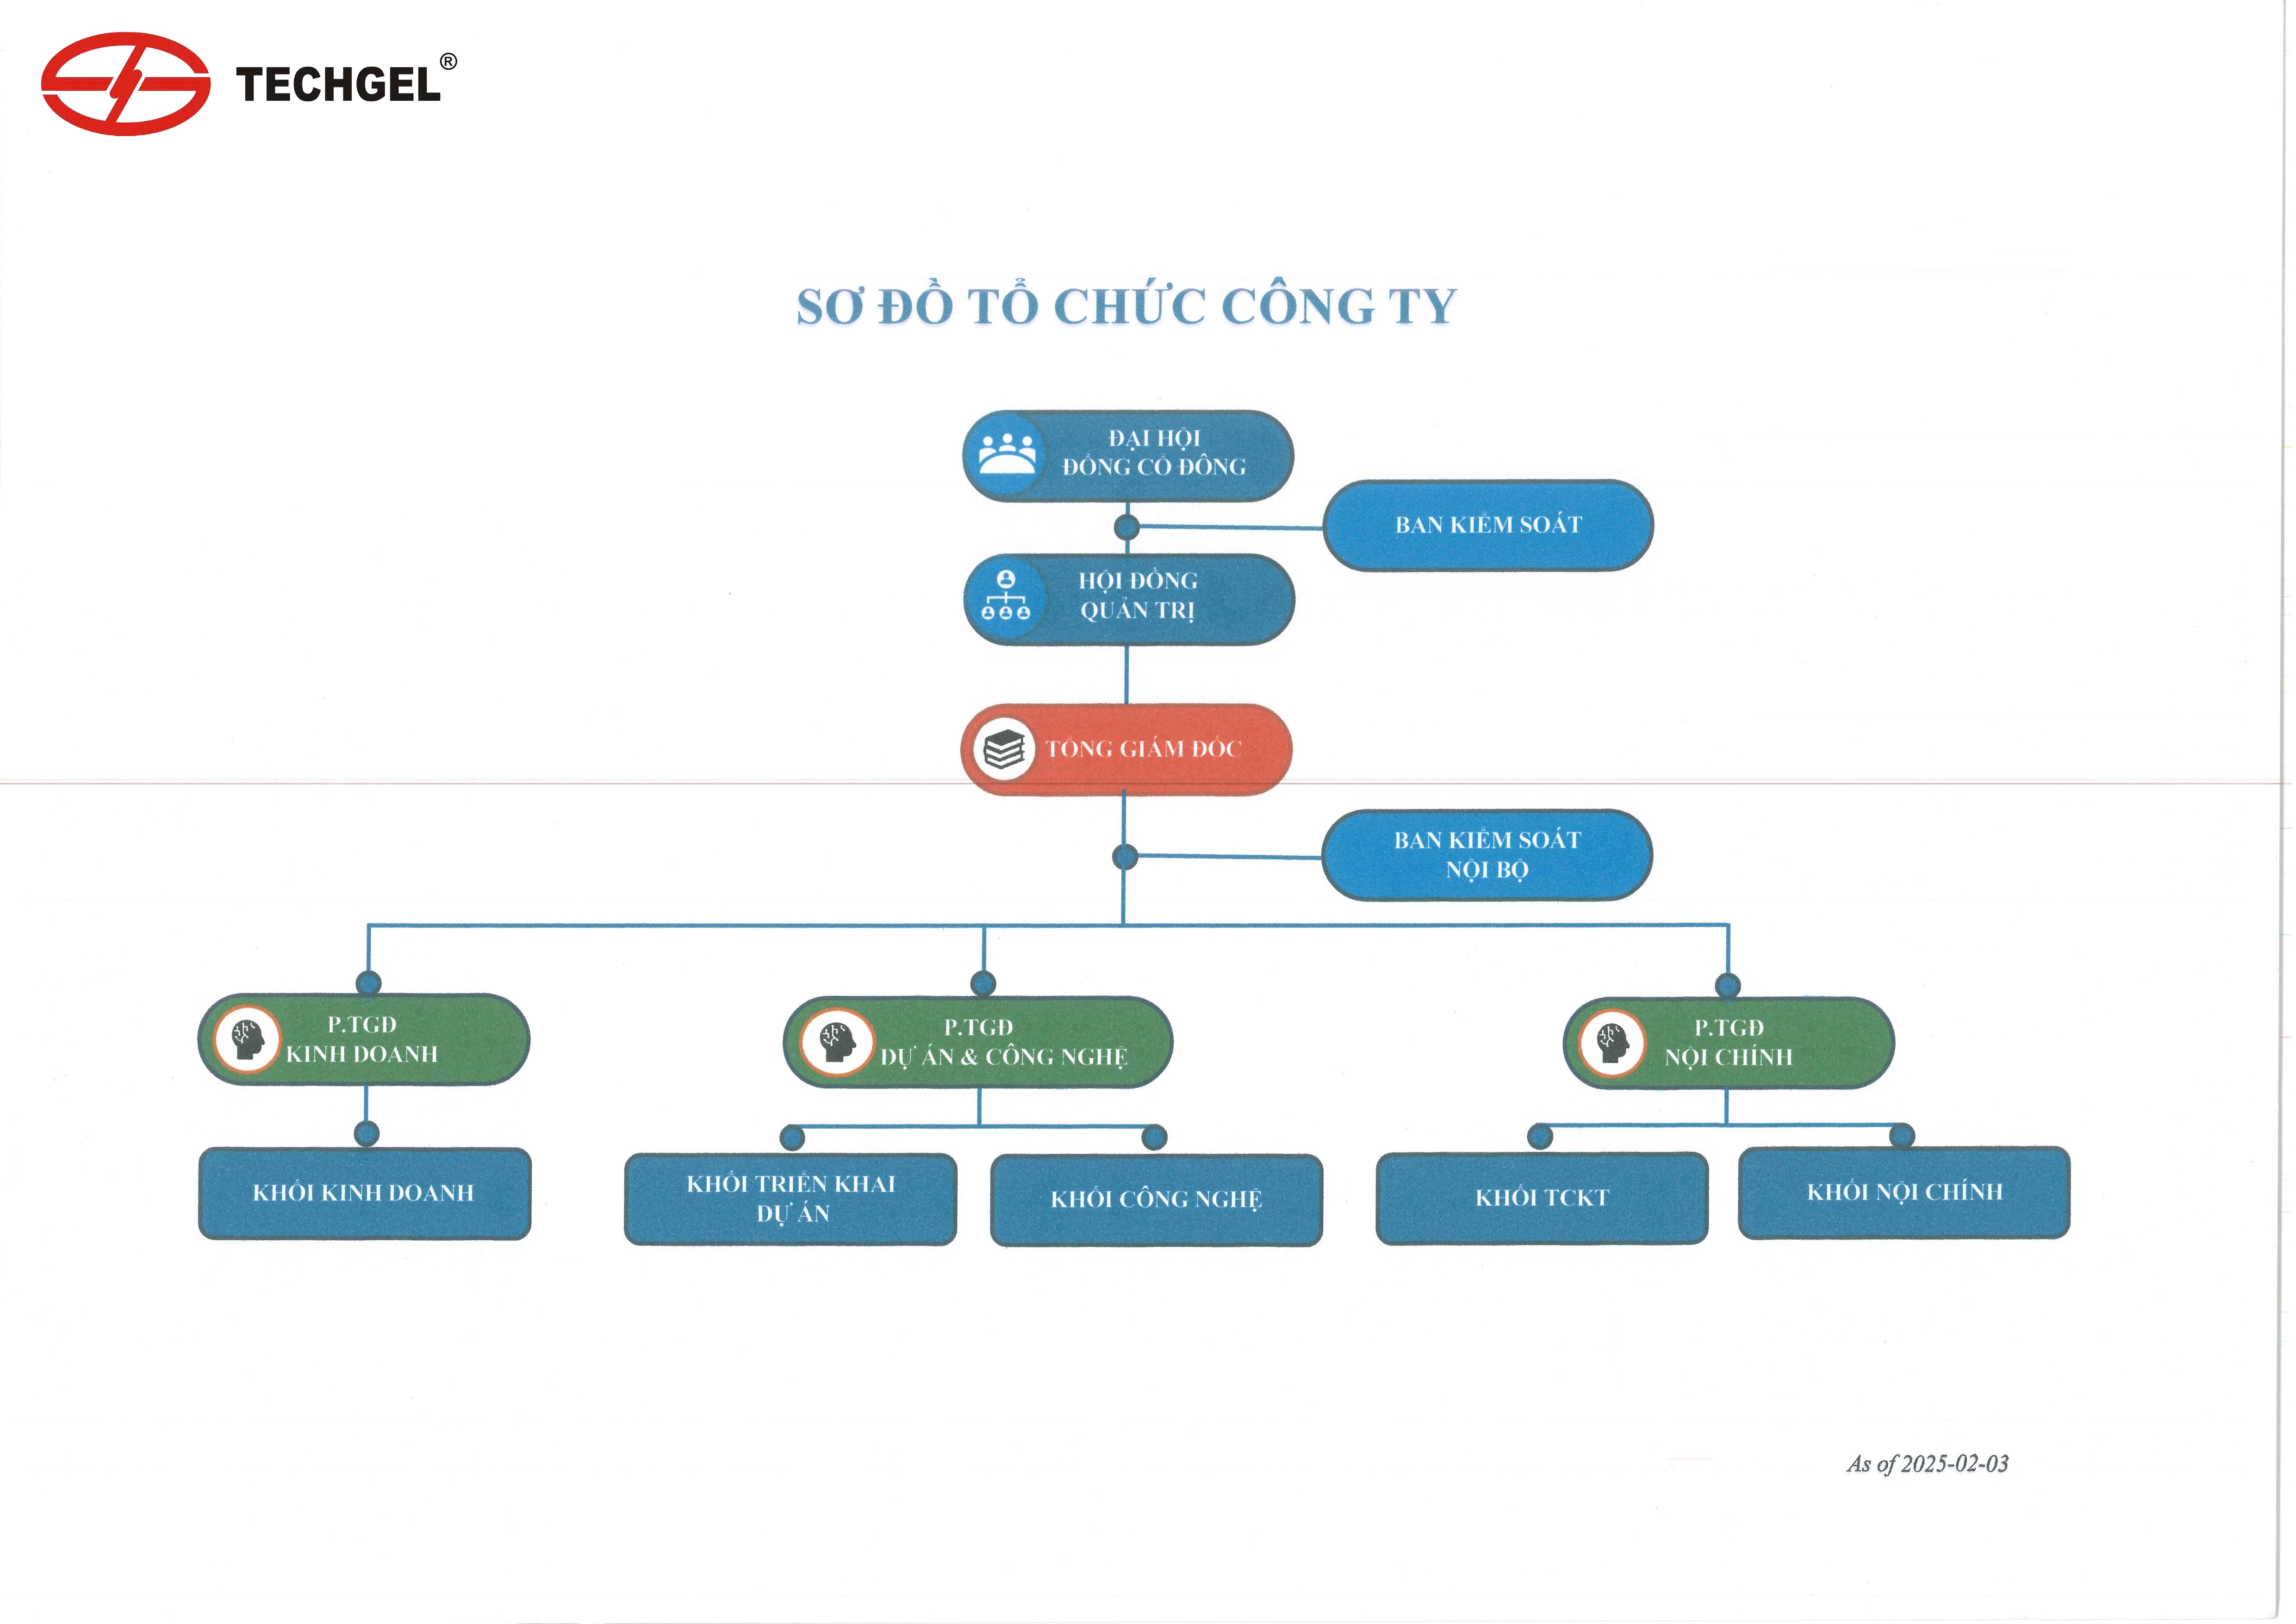 TECHGEL®
SƠ ĐỒ TỔ CHỨC CÔNG TY
ĐẠI HỘI
ĐỒNG CỔ ĐÔNG
BAN KIỂM SOÁT
HỘI ĐỒNG
QUẢN TRỊ
TỔNG GIÁM ĐỐC
BAN KIỂM SOÁT
NỘI BỘ
P.TGĐ
KINH DOANH
P.TGĐ
DỰ ÁN & CÔNG NGHỆ
P.TGĐ
NỘI CHÍNH
KHỐI KINH DOANH
KHỐI TRIỂN KHAI
DỰ ÁN
KHỐI CÔNG NGHỆ
KHỐI TCKT
KHỐI NỘI CHÍNH
As of 2025-02-03